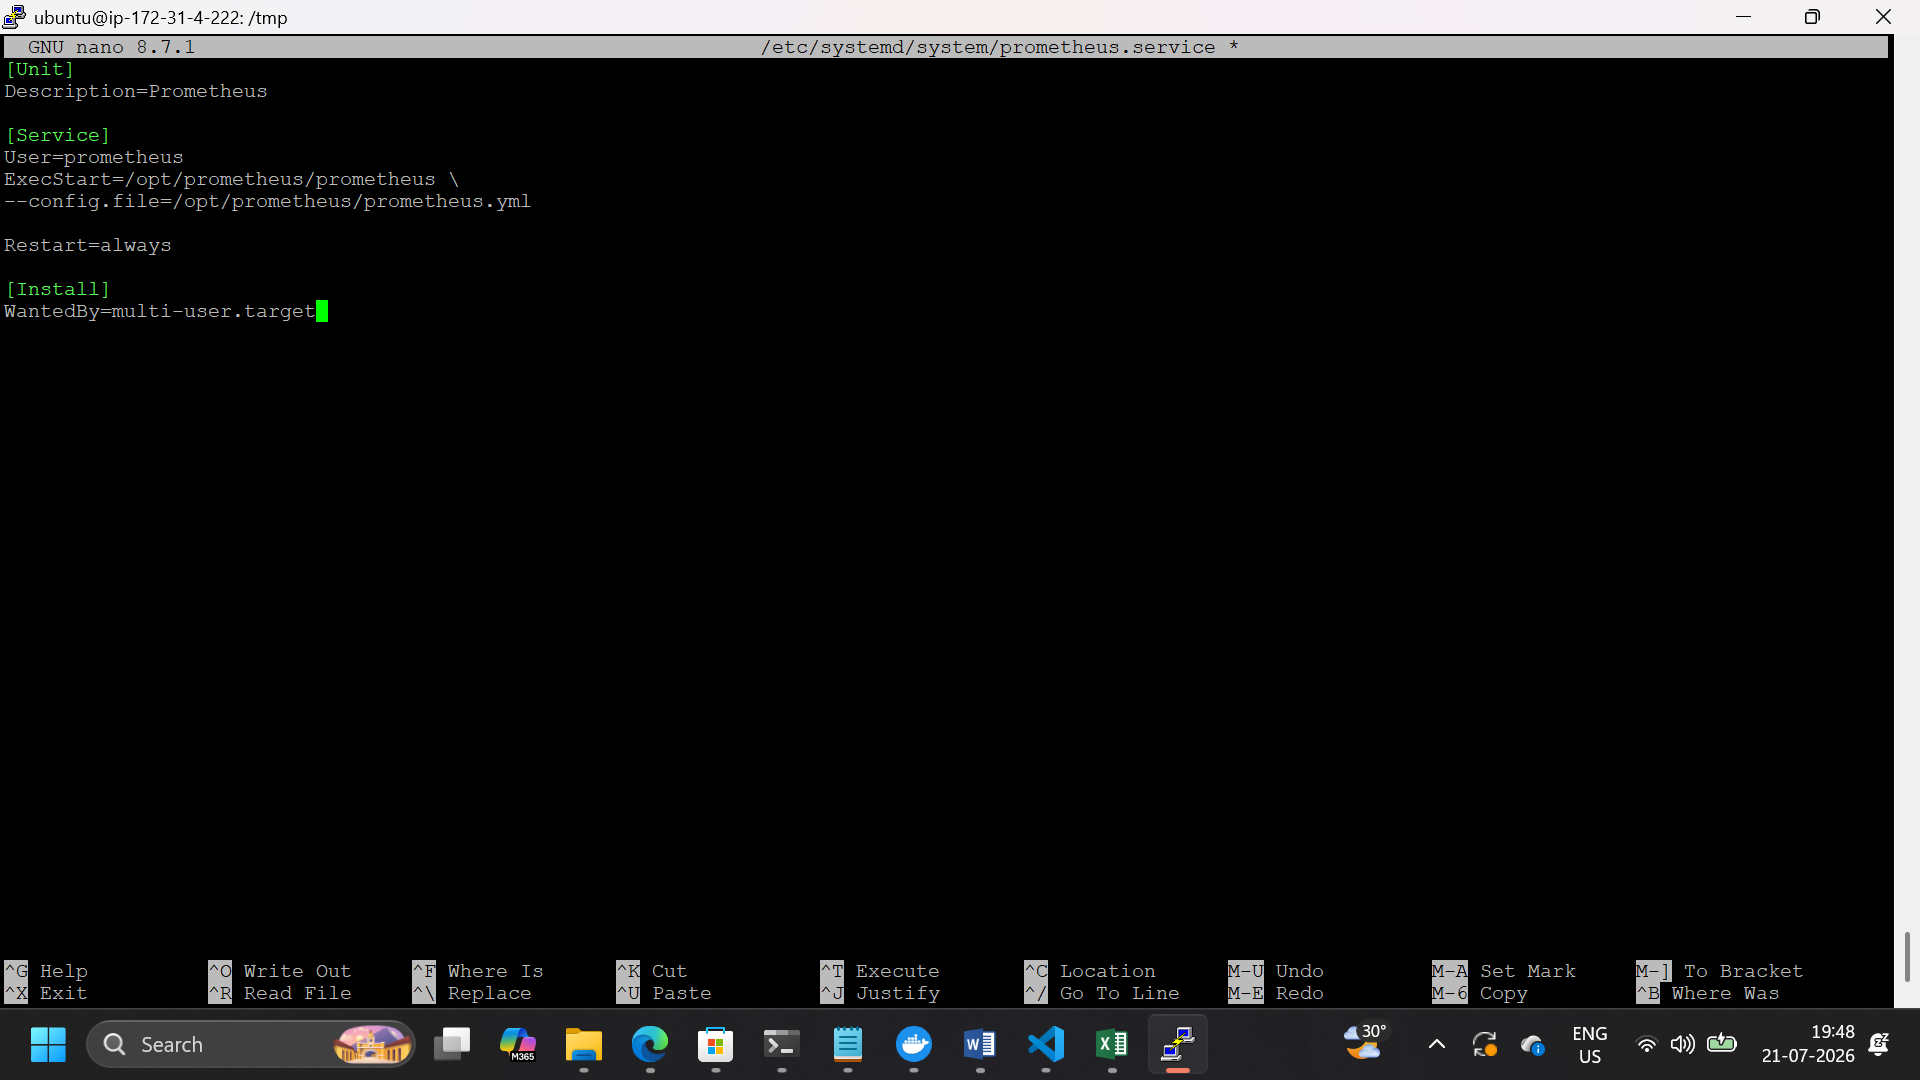 ubuntu@ip-172-31-4-222: /tmp
GNU nano 8.7.1 /etc/systemd/system/prometheus.service *
[Unit]
Description=Prometheus
[Service]
User=prometheus
ExecStart=/opt/prometheus/prometheus \
--config.file=/opt/prometheus/prometheus.yml
Restart=always
[Install]
WantedBy=multi-user.target
^G Help ^O Write Out ^F Where Is ^K Cut ^T Execute ^C Location M-U Undo M-A Set Mark M-] To Bracket
^X Exit ^R Read File ^\ Replace ^U Paste ^J Justify ^/ Go To Line M-E Redo M-6 Copy ^B Where Was
Search
M365
30°
ENG
US
19:48
21-07-2026